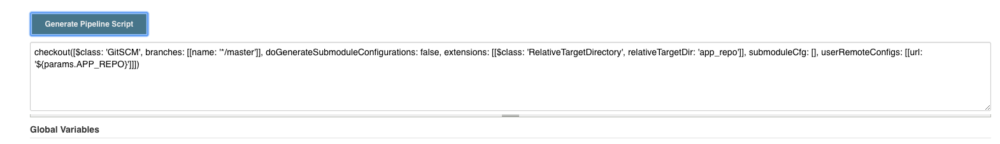 Generate Pipeline Script
checkout([$class: 'GitSCM', branches: [[name: '*/master']], doGenerateSubmoduleConfigurations: false, extensions: [[$class: 'RelativeTargetDirectory', relativeTargetDir: 'app_repo']], submoduleCfg: [], userRemoteConfigs: [[url:
'${params.APP_REPO}']]])
Global Variables